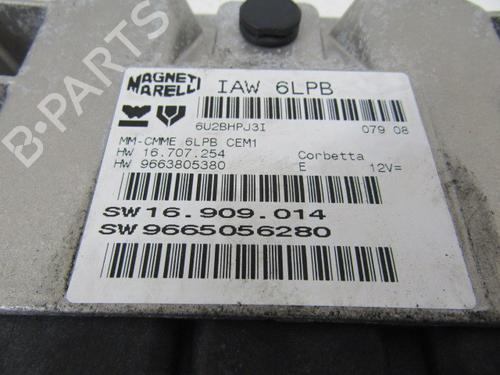 MAGNETI MARELLI
IAW 6LPB
6U2BHPJ3I
079 08
MM-CMME 6LPB CEM1
HW 16.707.254
Corbetta
HW 9663805380
E
12V=
SW 16.909.014
SW 9665056280
B-PARTS